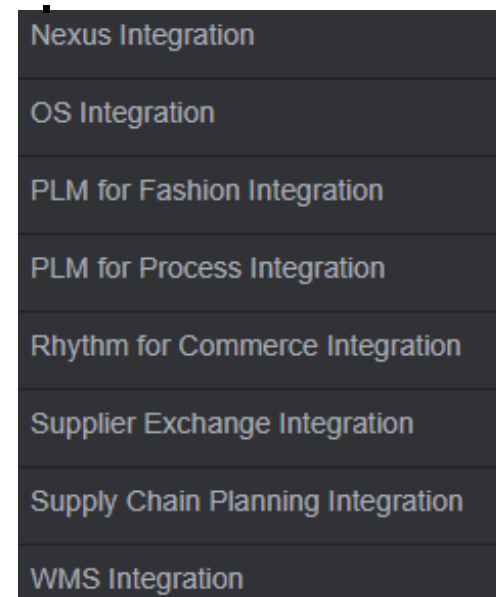 Nexus Integration
OS Integration
PLM for Fashion Integration
PLM for Process Integration
Rhythm for Commerce Integration
Supplier Exchange Integration
Supply Chain Planning Integration
WMS Integration